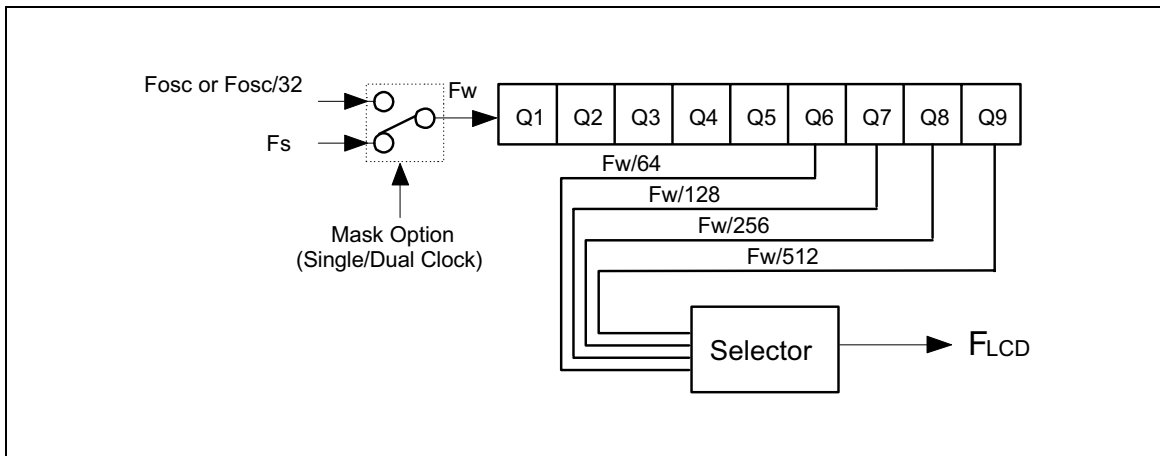 Fosc or Fosc/32
Fw
Fs
Q1 Q2 Q3 Q4 Q5 Q6 Q7 Q8 Q9
Fw/64
Fw/128
Fw/256
Fw/512
Mask Option
(Single/Dual Clock)
Selector
FLCD